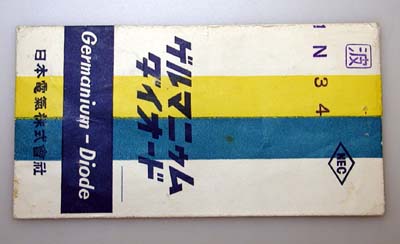 波
1N34
ゲルマニウム
ダイオード
Germanium - Diode
日本電氣株式會社
NEC